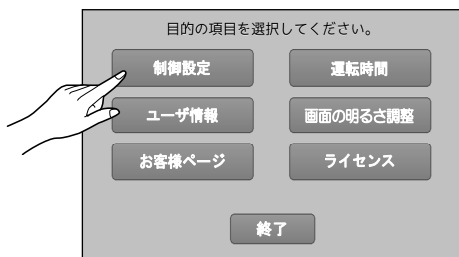 目的の項目を選択してください。
制御設定
運転時間
ユーザ情報
画面の明るさ調整
お客様ページ
ライセンス
終了